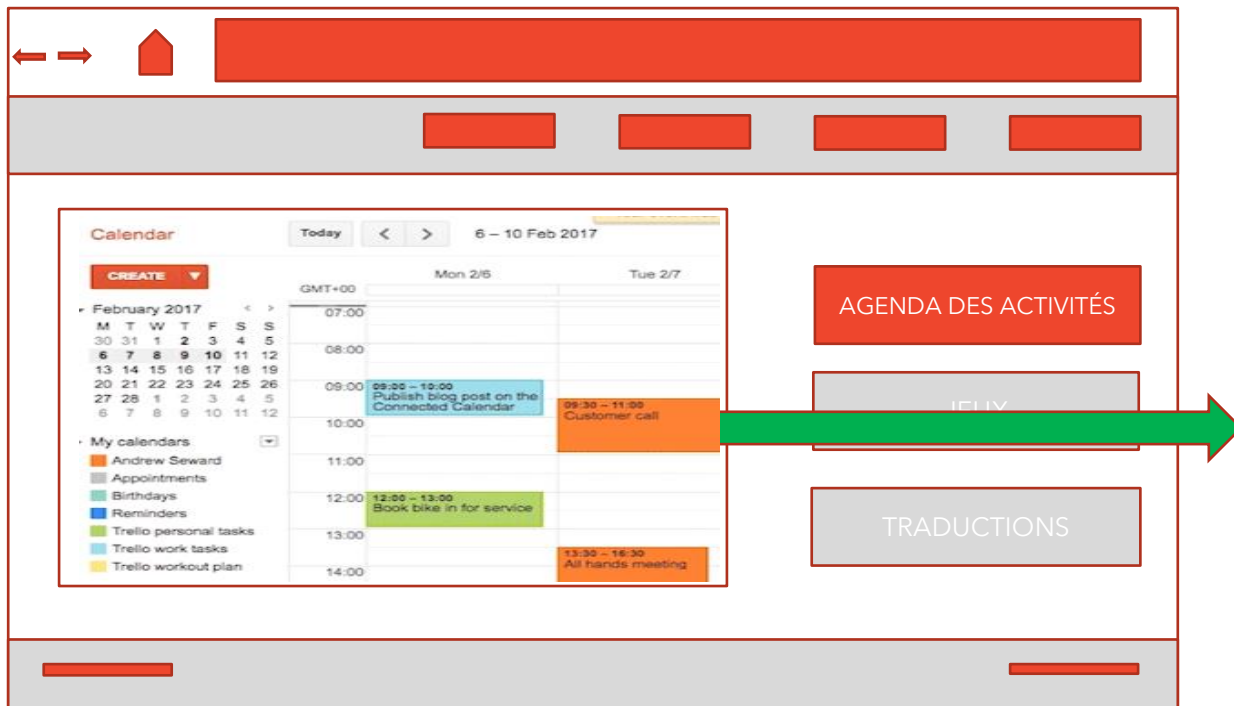 Calendar
Today < > 6 – 10 Feb 2017
CREATE
Mon 2/6 Tue 2/7
GMT+00
February 2017 < >
M T W T F S S
30 31 1 2 3 4 5
6 7 8 9 10 11 12
13 14 15 16 17 18 19
20 21 22 23 24 25 26
27 28 1 2 3 4 5
6 7 8 9 10 11 12
My calendars
Andrew Seward
Appointments
Birthdays
Reminders
Trello personal tasks
Trello work tasks
Trello workout plan
07:00
08:00
09:00
10:00
11:00
12:00
13:00
14:00
09:00 – 10:00
Publish blog post on the
Connected Calendar
12:00 – 13:00
Book bike in for service
09:30 – 11:00
Customer call
13:30 – 16:30
All hands meeting
AGENDA DES ACTIVITÉS
JEUX
TRADUCTIONS